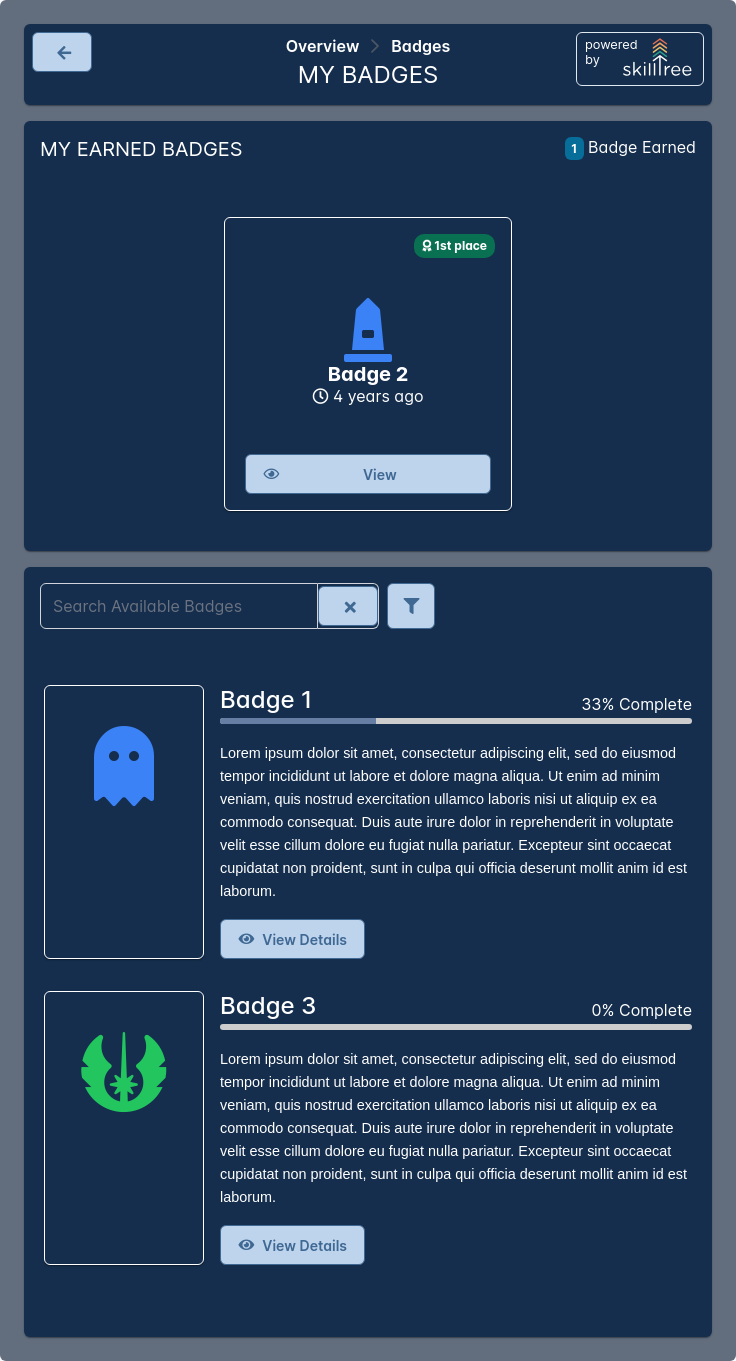 Overview Badges
MY BADGES
powered
by
skilltree
MY EARNED BADGES
1 Badge Earned
1st place
Badge 2
4 years ago
View
Search Available Badges
Badge 1
33% Complete
Lorem ipsum dolor sit amet, consectetur adipiscing elit, sed do eiusmod
tempor incididunt ut labore et dolore magna aliqua. Ut enim ad minim
veniam, quis nostrud exercitation ullamco laboris nisi ut aliquip ex ea
commodo consequat. Duis aute irure dolor in reprehenderit in voluptate
velit esse cillum dolore eu fugiat nulla pariatur. Excepteur sint occaecat
cupidatat non proident, sunt in culpa qui officia deserunt mollit anim id est
laborum.
View Details
Badge 3
0% Complete
Lorem ipsum dolor sit amet, consectetur adipiscing elit, sed do eiusmod
tempor incididunt ut labore et dolore magna aliqua. Ut enim ad minim
veniam, quis nostrud exercitation ullamco laboris nisi ut aliquip ex ea
commodo consequat. Duis aute irure dolor in reprehenderit in voluptate
velit esse cillum dolore eu fugiat nulla pariatur. Excepteur sint occaecat
cupidatat non proident, sunt in culpa qui officia deserunt mollit anim id est
laborum.
View Details